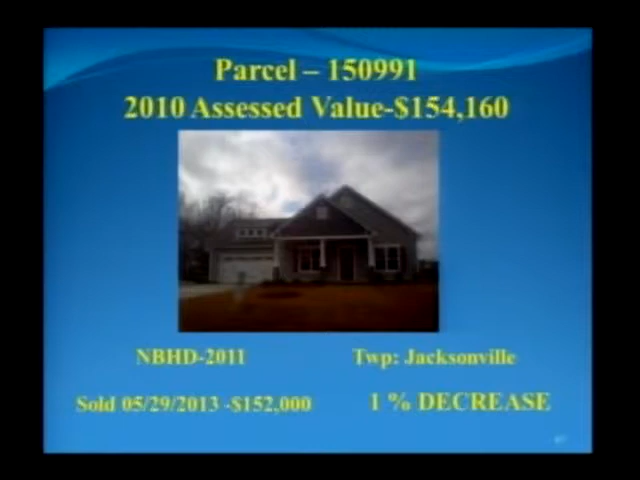 Parcel – 150991
2010 Assessed Value-$154,160
NBHD-2011
Twp: Jacksonville
Sold 05/29/2013 -$152,000
1 % DECREASE